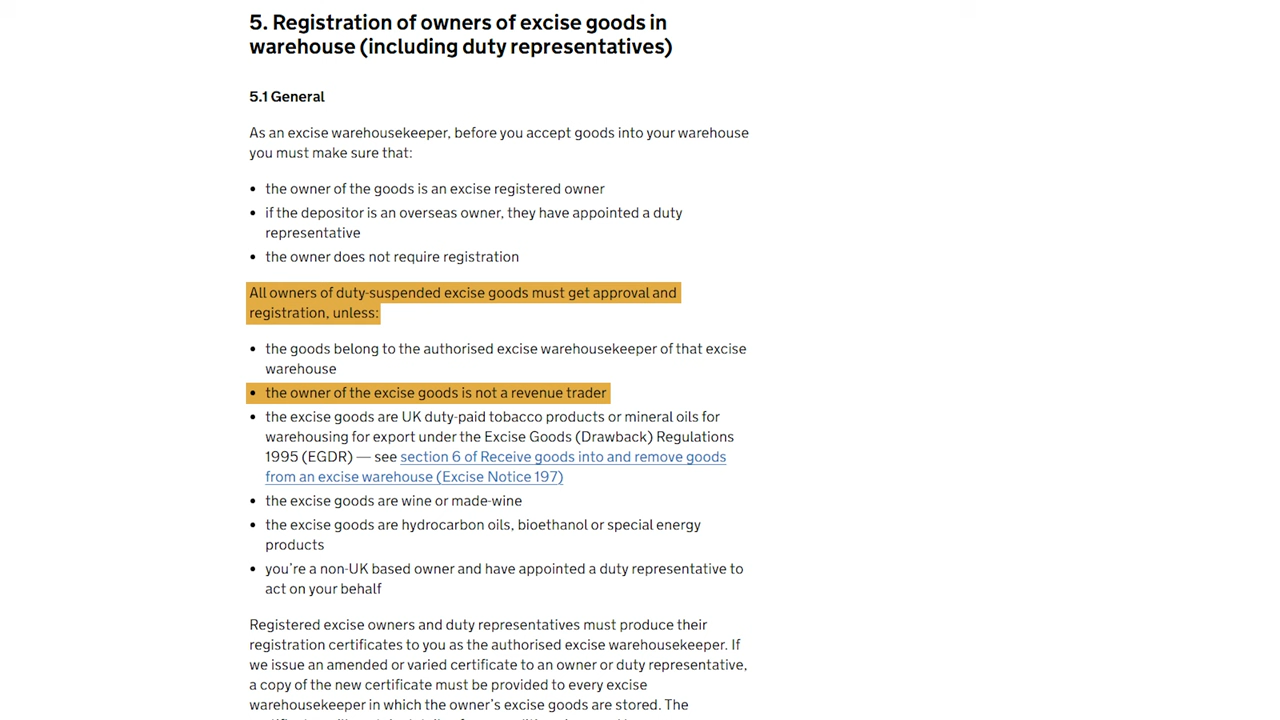 5. Registration of owners of excise goods in
warehouse (including duty representatives)
5.1 General
As an excise warehousekeeper, before you accept goods into your warehouse
you must make sure that:
• the owner of the goods is an excise registered owner
• if the depositor is an overseas owner, they have appointed a duty
representative
• the owner does not require registration
All owners of duty-suspended excise goods must get approval and
registration, unless:
• the goods belong to the authorised excise warehousekeeper of that excise
warehouse
• the owner of the excise goods is not a revenue trader
• the excise goods are UK duty-paid tobacco products or mineral oils for
warehousing for export under the Excise Goods (Drawback) Regulations
1995 (EGDR) — see section 6 of Receive goods into and remove goods
from an excise warehouse (Excise Notice 197)
• the excise goods are wine or made-wine
• the excise goods are hydrocarbon oils, bioethanol or special energy
products
• you're a non-UK based owner and have appointed a duty representative to
act on your behalf
Registered excise owners and duty representatives must produce their
registration certificates to you as the authorised excise warehousekeeper. If
we issue an amended or varied certificate to an owner or duty representative,
a copy of the new certificate must be provided to every excise
warehousekeeper in which the owner's excise goods are stored. The